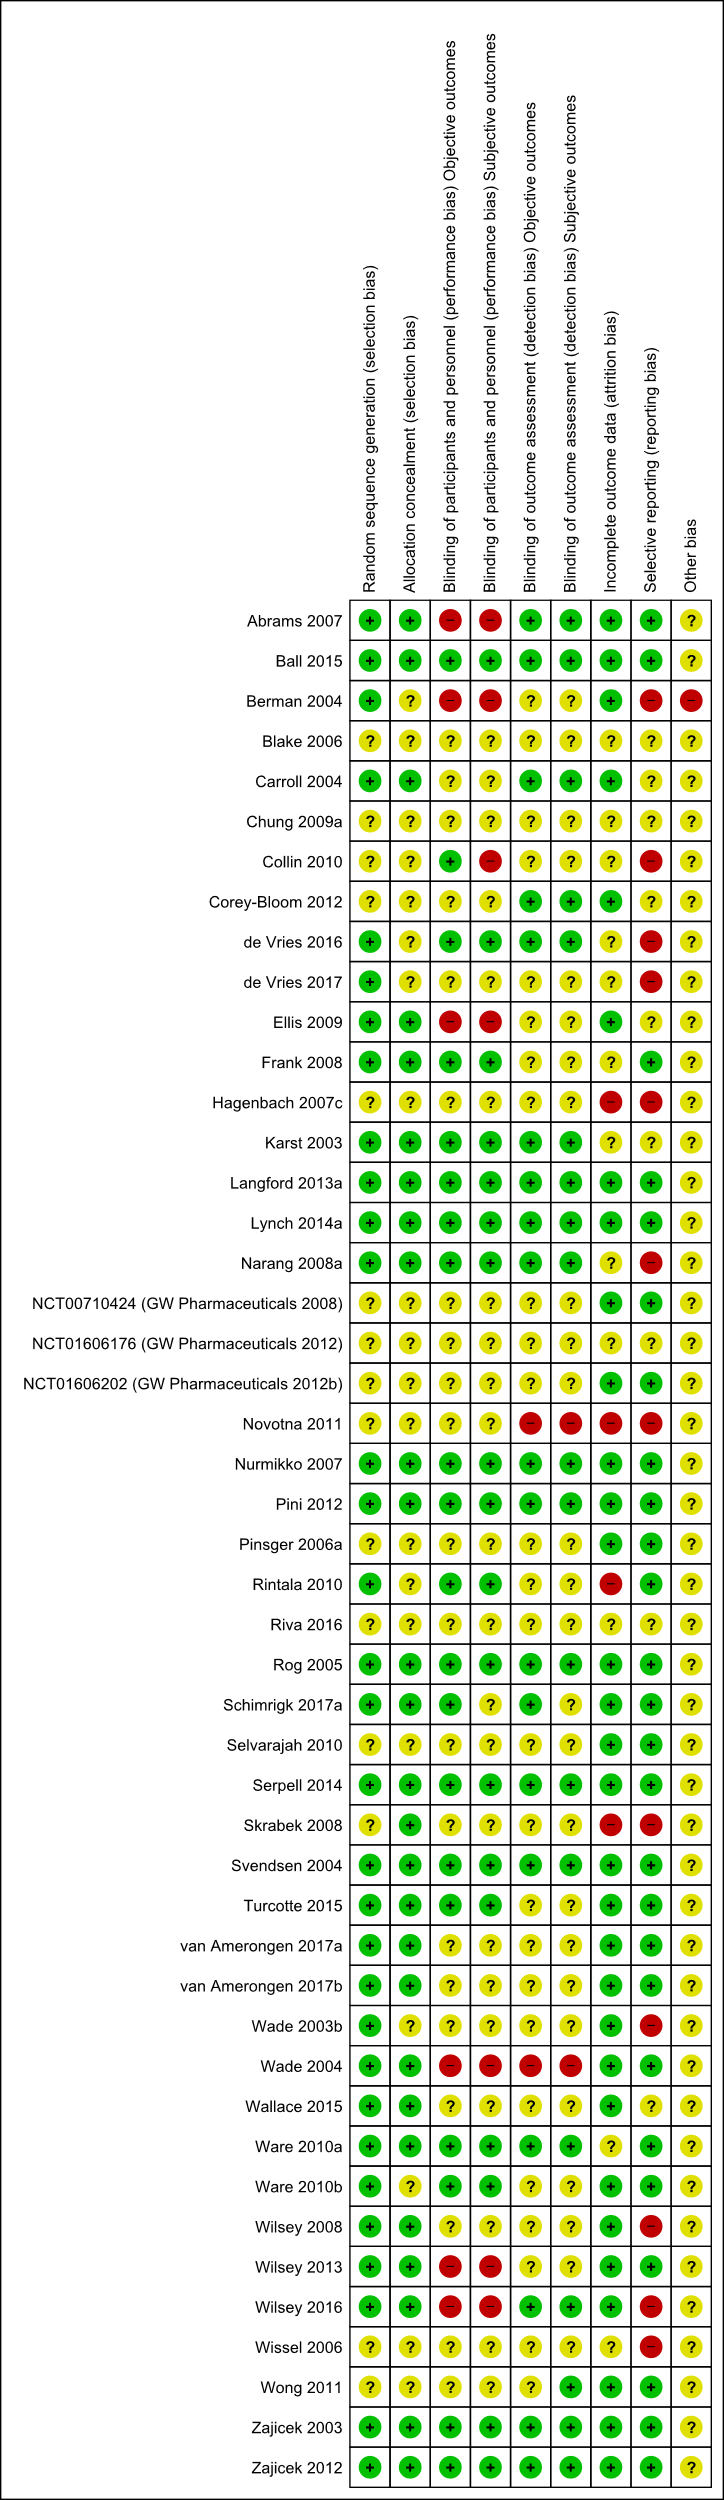 Random sequence generation (selection bias)
Allocation concealment (selection bias)
Blinding of participants and personnel (performance bias) Objective outcomes
Blinding of participants and personnel (performance bias) Subjective outcomes
Blinding of outcome assessment (detection bias) Objective outcomes
Blinding of outcome assessment (detection bias) Subjective outcomes
Incomplete outcome data (attrition bias)
Selective reporting (reporting bias)
Other bias
Abrams 2007 + + − − + + + + ?
Ball 2015 + + + + + + + + ?
Berman 2004 + ? − − ? ? + − −
Blake 2006 ? ? ? ? ? ? ? ? ?
Carroll 2004 + + ? ? + + + ? ?
Chung 2009a ? ? ? ? ? ? ? ? ?
Collin 2010 ? ? + − ? ? ? − ?
Corey-Bloom 2012 ? ? ? ? + + + ? ?
de Vries 2016 + ? + + + + ? − ?
de Vries 2017 + ? ? ? ? ? ? − ?
Ellis 2009 + + − − ? ? + ? ?
Frank 2008 + + + + ? ? ? + ?
Hagenbach 2007c ? ? ? ? ? ? − − ?
Karst 2003 + + + + + + ? ? ?
Langford 2013a + + + + + + + + ?
Lynch 2014a + + + + + + + + ?
Narang 2008a + + + + + + ? − ?
NCT00710424 (GW Pharmaceuticals 2008) ? ? ? ? ? ? + + ?
NCT01606176 (GW Pharmaceuticals 2012) ? ? ? ? ? ? ? ? ?
NCT01606202 (GW Pharmaceuticals 2012b) ? ? ? ? ? ? + + ?
Novotna 2011 ? ? ? ? − − − − ?
Nurmikko 2007 + + + + + + + + ?
Pini 2012 + + + + + + + + ?
Pinsger 2006a ? ? ? ? ? ? + + ?
Rintala 2010 + ? + + ? ? − + ?
Riva 2016 ? ? ? ? ? ? ? ? ?
Rog 2005 + + + + + + + + ?
Schimrigk 2017a + + + ? + ? + + ?
Selvarajah 2010 ? ? ? ? ? ? + + ?
Serpell 2014 + + + + + + + + ?
Skrabek 2008 ? + ? ? ? ? − − ?
Svendsen 2004 + + + + + + + + ?
Turcotte 2015 + + + + ? ? + + ?
van Amerongen 2017a + + ? ? ? ? + + ?
van Amerongen 2017b + + ? ? ? ? + + ?
Wade 2003b + ? ? ? ? ? + − ?
Wade 2004 + + − − − − + + ?
Wallace 2015 + + ? ? ? ? + ? ?
Ware 2010a + + + + + + ? + ?
Ware 2010b + ? + + ? ? + + ?
Wilsey 2008 + + ? ? ? ? + − ?
Wilsey 2013 + + − − ? ? + + ?
Wilsey 2016 + + − − + + + − ?
Wissel 2006 ? ? ? ? ? ? ? − ?
Wong 2011 ? ? ? ? ? + + + ?
Zajicek 2003 + + + + + + + + ?
Zajicek 2012 + + + + + + + + ?